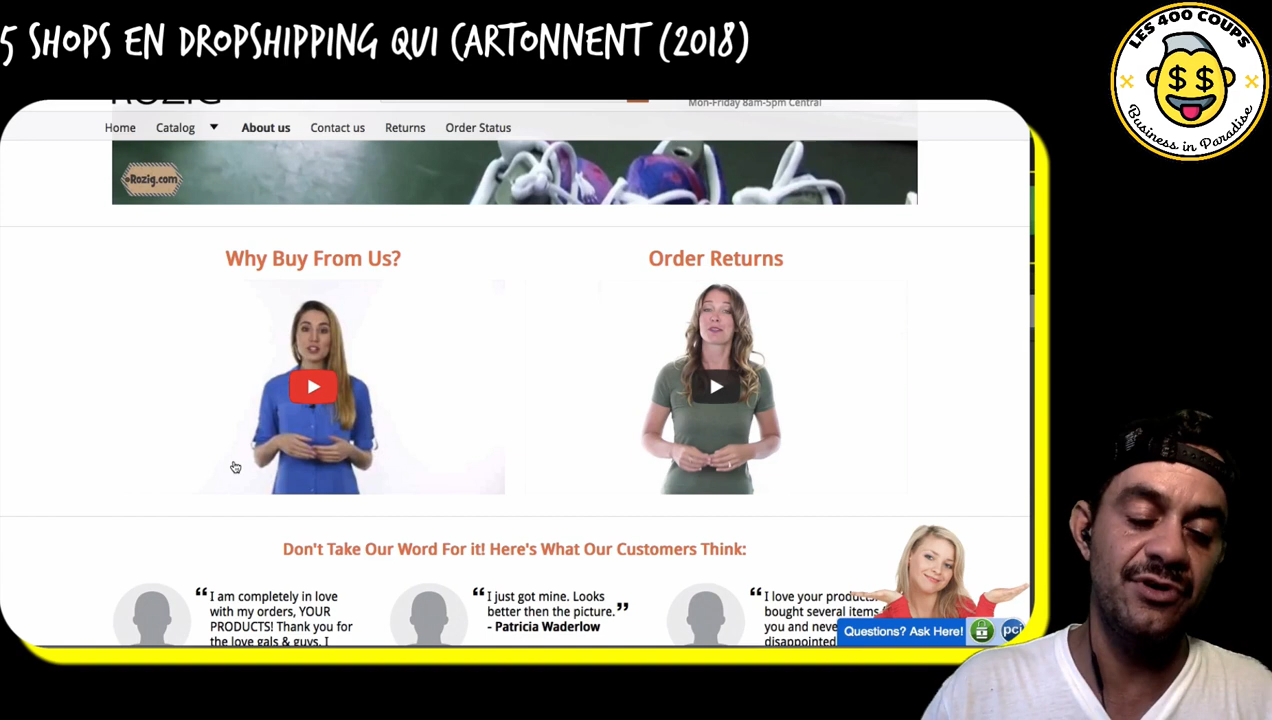 5 SHOPS EN DROPSHIPPING QUI CARTONNENT (2018)
LES 400 COUPS
$ $
Business in Paradise
Mon-Friday 8am-5pm Central
Home Catalog About us Contact us Returns Order Status
Rozig.com
Why Buy From Us? Order Returns
Don't Take Our Word For it! Here's What Our Customers Think:
“ I am completely in love
with my orders, YOUR
PRODUCTS! Thank you for
the love gals & guys, I
“ I just got mine. Looks
better then the picture. ”
- Patricia Waderlow
“ I love your products.
bought several items
you and neve
disappointed
Questions? Ask Here!
pci